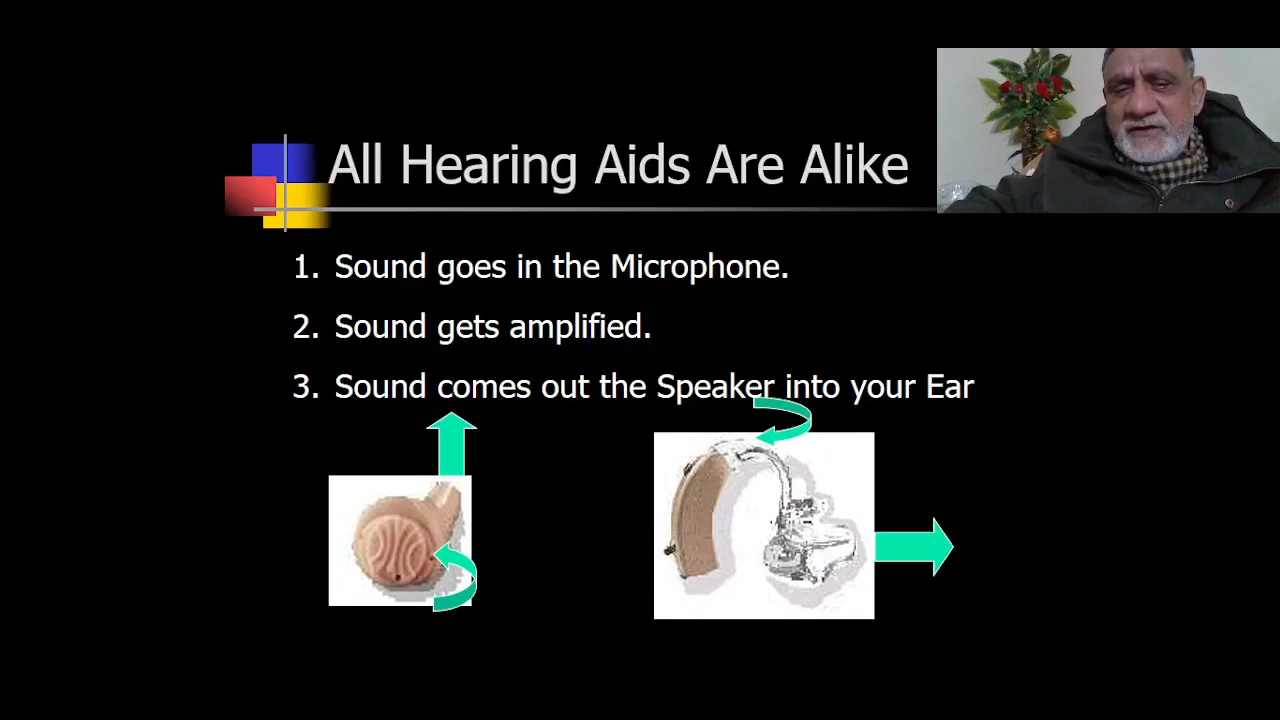 All Hearing Aids Are Alike
1. Sound goes in the Microphone.
2. Sound gets amplified.
3. Sound comes out the Speaker into your Ear